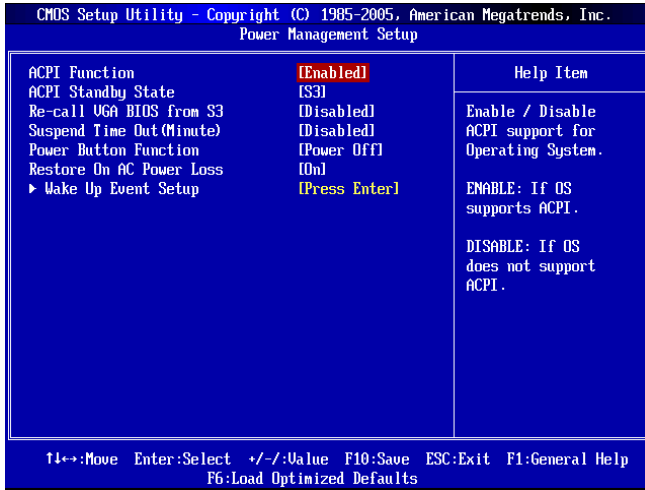 CMOS Setup Utility - Copyright (C) 1985-2005, American Megatrends, Inc.
Power Management Setup
ACPI Function [Enabled]
ACPI Standby State [S3]
Re-call VGA BIOS from S3 [Disabled]
Suspend Time Out(Minute) [Disabled]
Power Button Function [Power Off]
Restore On AC Power Loss [On]
▶ Wake Up Event Setup [Press Enter]
Help Item
Enable / Disable
ACPI support for
Operating System.
ENABLE: If OS
supports ACPI.
DISABLE: If OS
does not support
ACPI.
↑↓←→:Move Enter:Select +/-/:Value F10:Save ESC:Exit F1:General Help
F6:Load Optimized Defaults